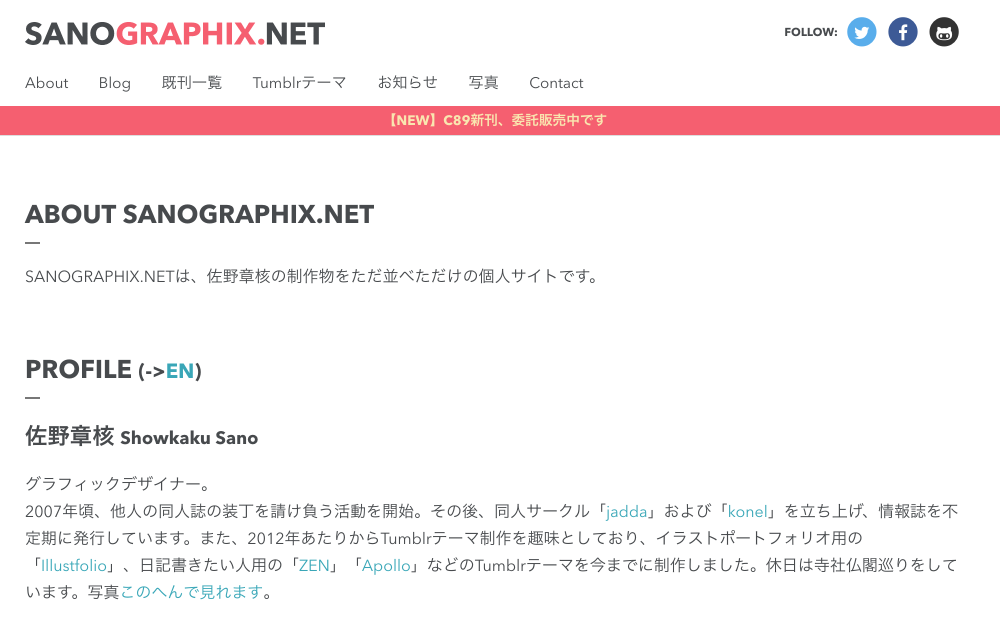 SANOGRAPHIX.NET
FOLLOW:
About Blog 既刊一覧 Tumblrテーマ お知らせ 写真 Contact
【NEW】C89新刊、委託販売中です
ABOUT SANOGRAPHIX.NET
SANOGRAPHIX.NETは、佐野章核の制作物をただ並べただけの個人サイトです。
PROFILE (->EN)
佐野章核 Showkaku Sano
グラフィックデザイナー。
2007年頃、他人の同人誌の装丁を請け負う活動を開始。その後、同人サークル「jadda」および「konel」を立ち上げ、情報誌を不
定期に発行しています。また、2012年あたりからTumblrテーマ制作を趣味としており、イラストポートフォリオ用の
「Illustfolio」、日記書きたい人用の「ZEN」「Apollo」などのTumblrテーマを今までに制作しました。休日は寺社仏閣巡りをして
います。写真このへんで見れます。